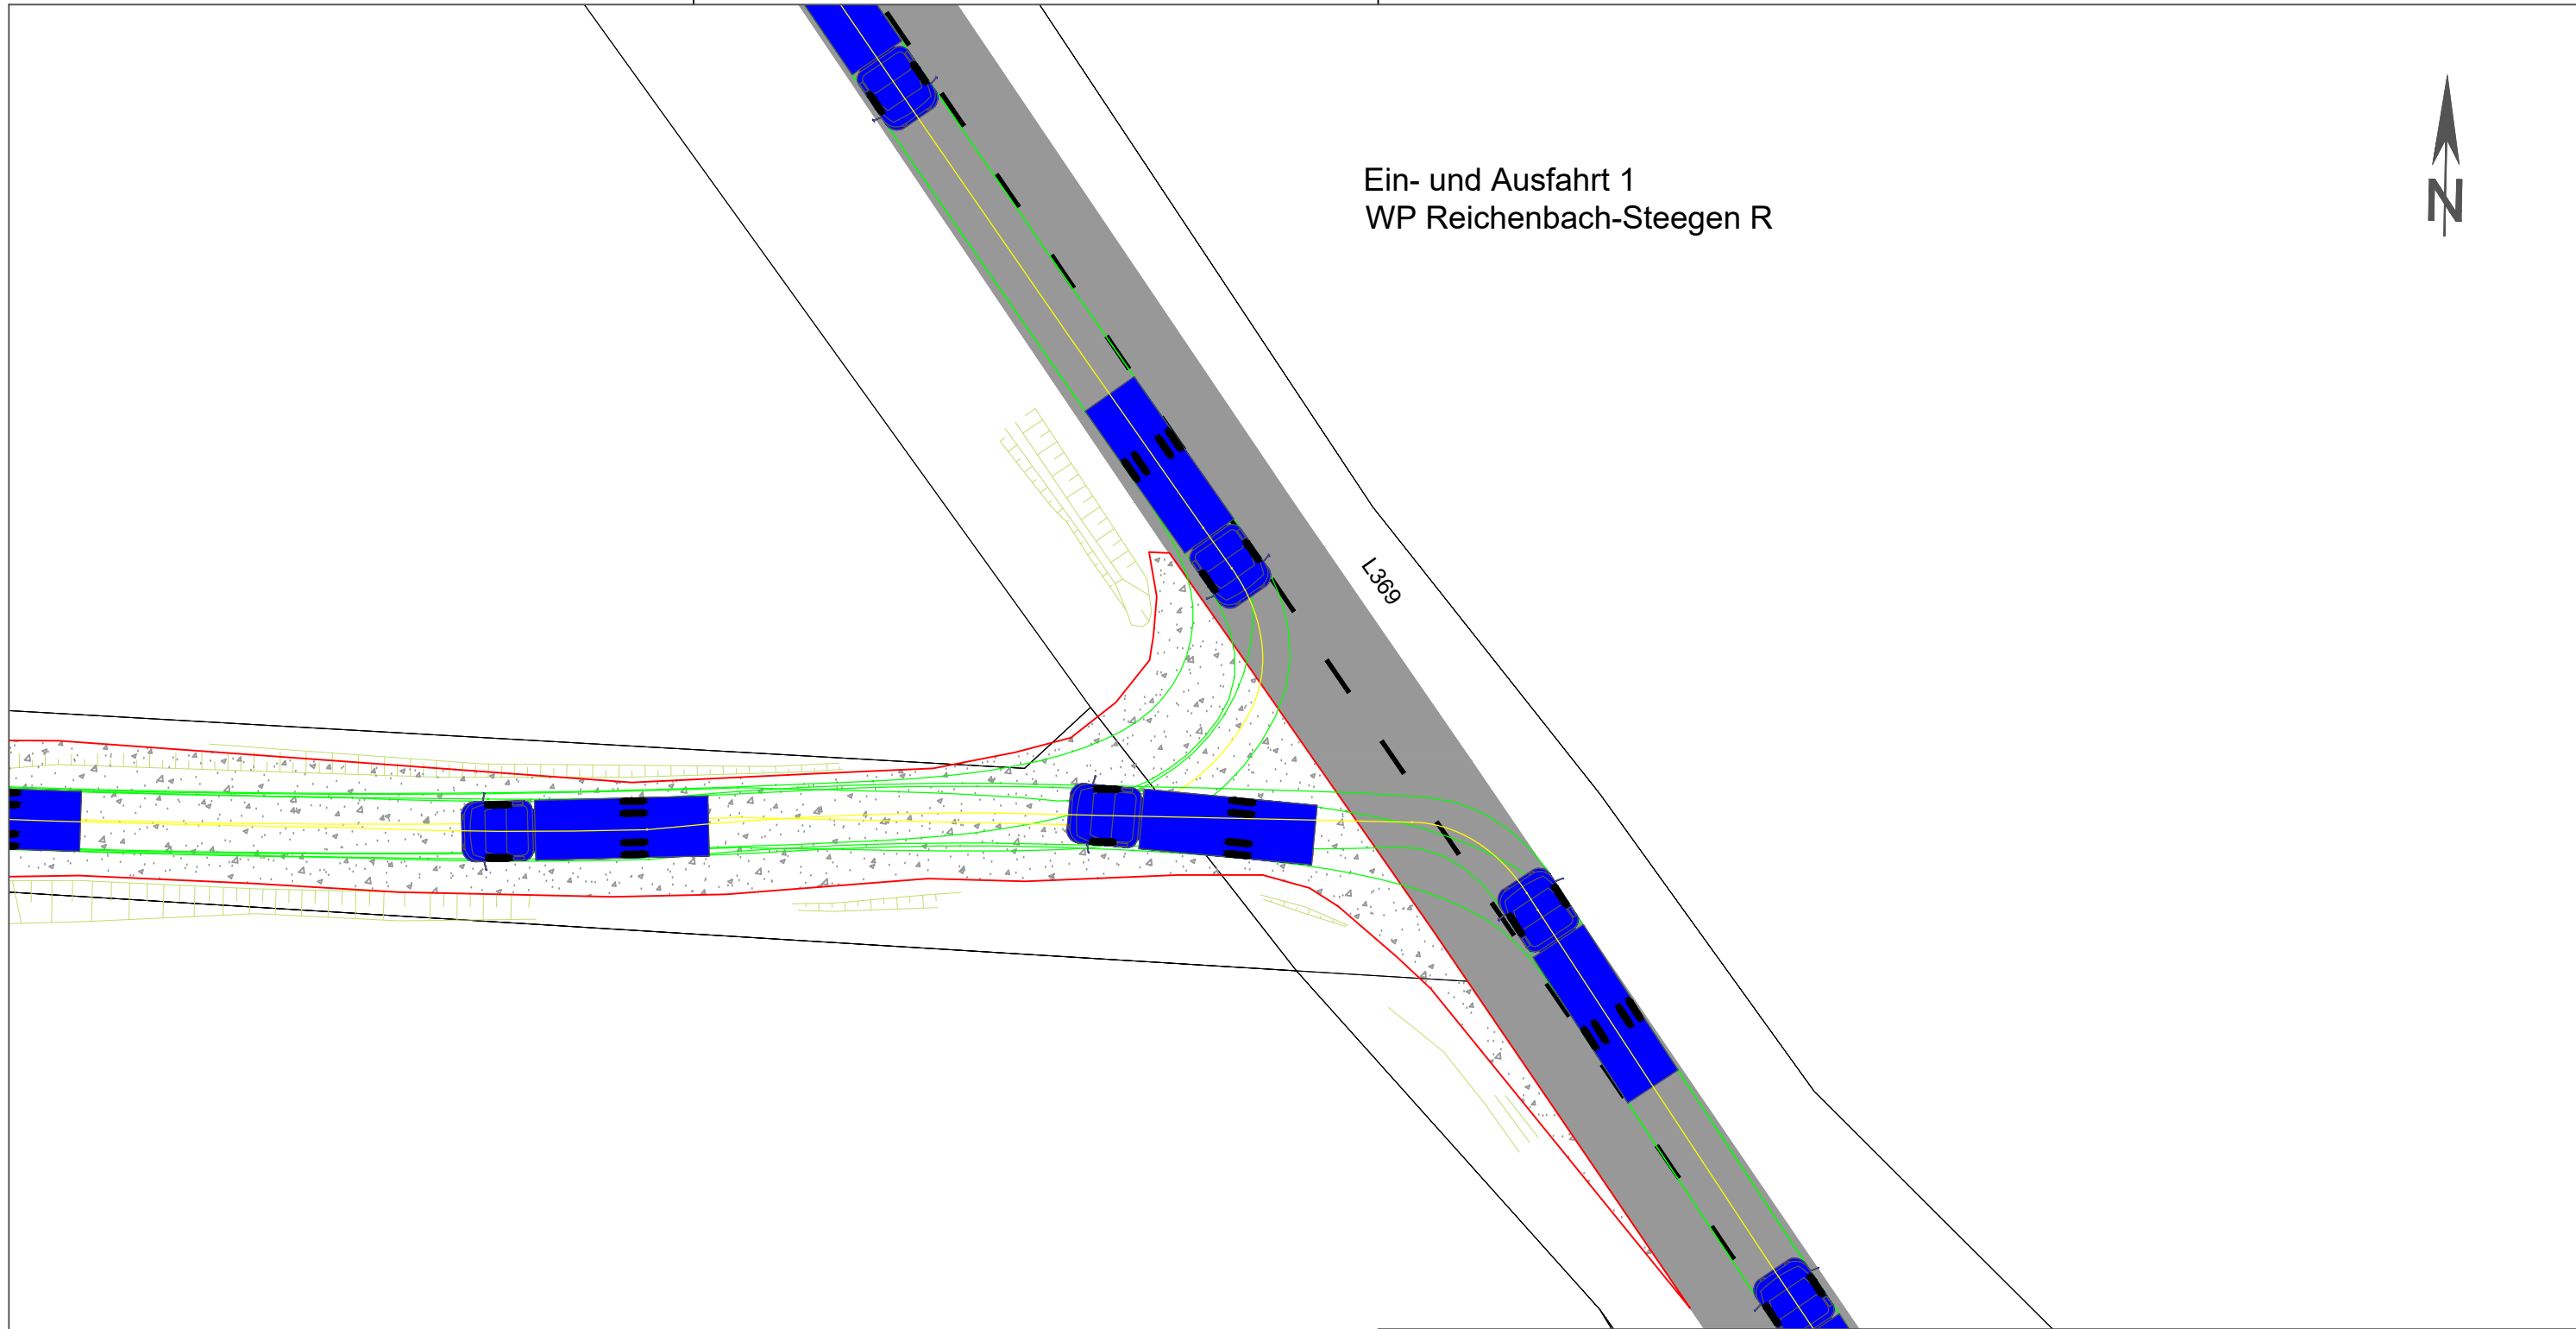 Ein- und Ausfahrt 1
WP Reichenbach-Steegen R
N
L369